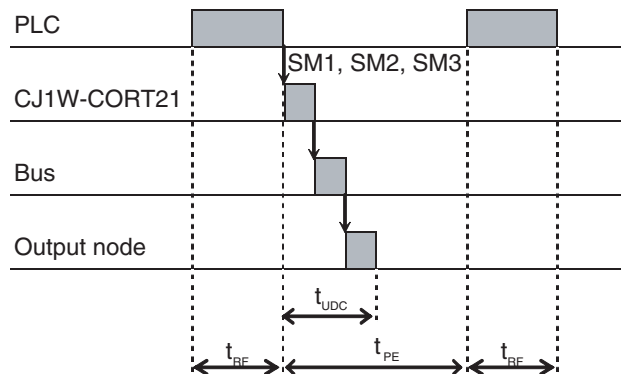 PLC
SM1, SM2, SM3
CJ1W-CORT21
Bus
Output node
tUDC
tRF
tPE
tRF